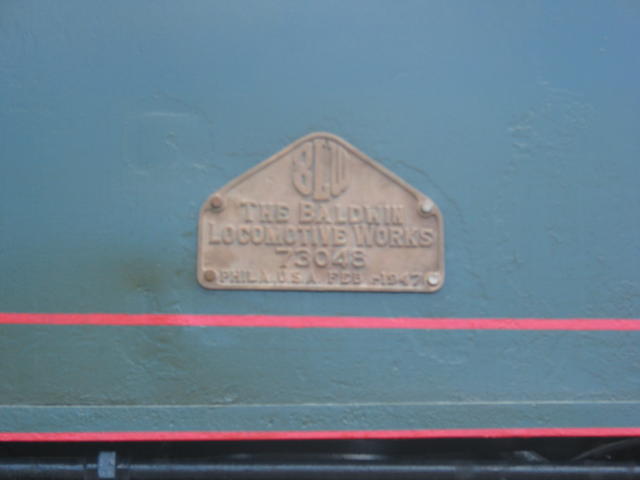 BLW
THE BALDWIN
LOCOMOTIVE WORKS
73048
PHILA. U.S.A. FEB -1947